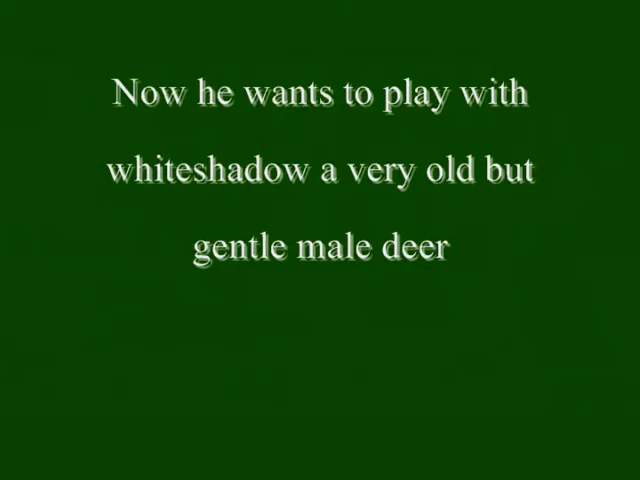 Now he wants to play with
whiteshadow a very old but
gentle male deer